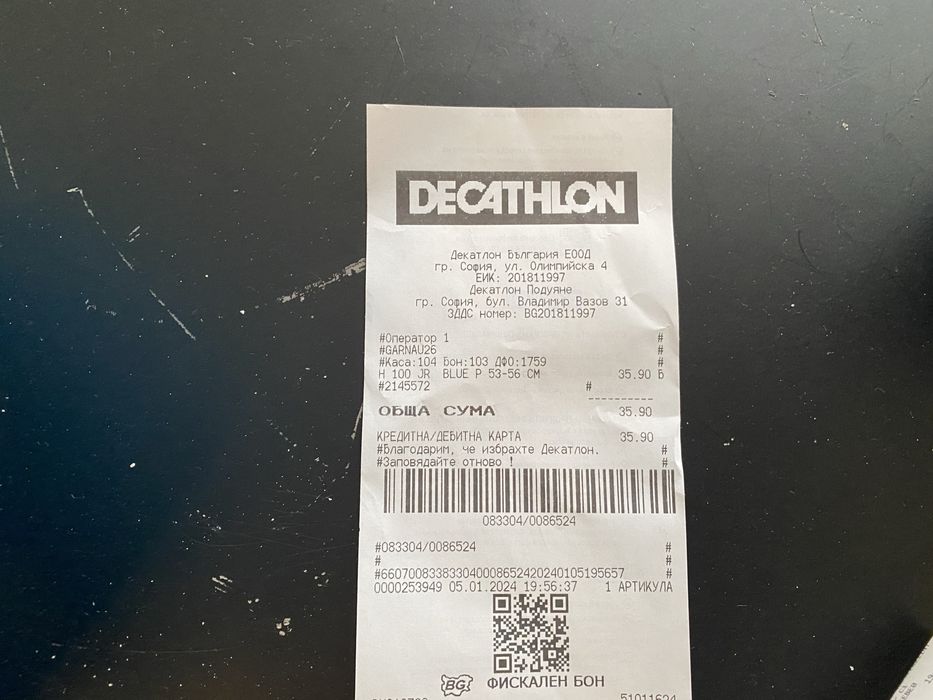 DECATHLON
Декатлон България ЕООД
гр. София, ул. Олимпийска 4
ЕИК: 201811997
Декатлон Подуяне
гр. София, бул. Владимир Вазов 31
ЗДДС номер: BG201811997
#Оператор 1 #
#GARNAU26 #
#Каса:104 Бон:103 ДФО:1759 #
H 100 JR BLUE P 53-56 CM 35.90 Б
#2145572 #
----------
ОБЩА СУМА 35.90
КРЕДИТНА/ДЕБИТНА КАРТА 35.90
#Благодарим, че избрахте Декатлон. #
#Заповядайте отново ! #
083304/0086524
#083304/0086524 #
# #
#660700833833040008652420240105195657 #
0000253949 05.01.2024 19:56:37 1 АРТИКУЛА
BG ФИСКАЛЕН БОН